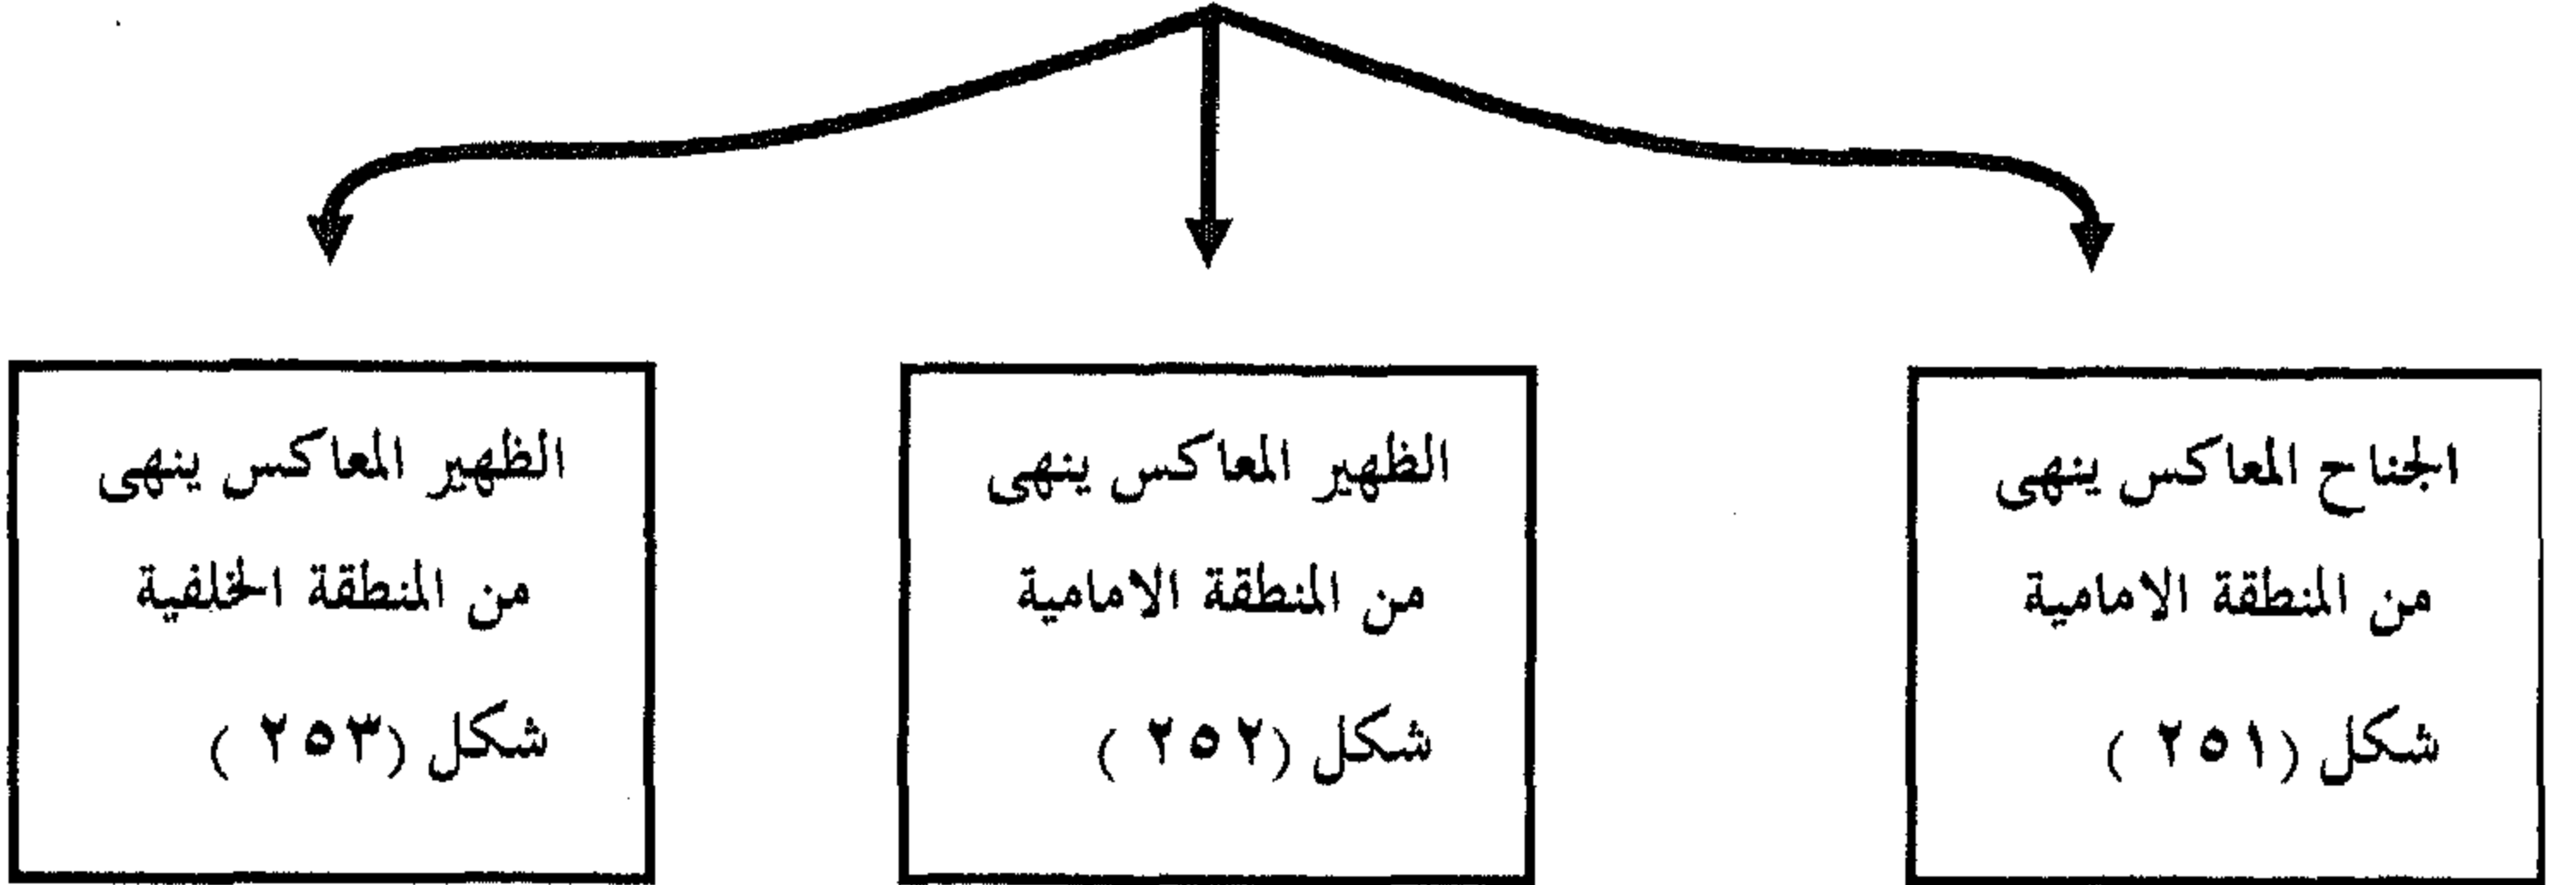 الجناح المعاكس ينهى
من المنطقة الامامية
شكل (٢٥١ )
الظهير المعاكس ينهى
من المنطقة الامامية
شكل (٢٥٢ )
الظهير المعاكس ينهى
من المنطقة الخلفية
شكل (٢٥٣ )